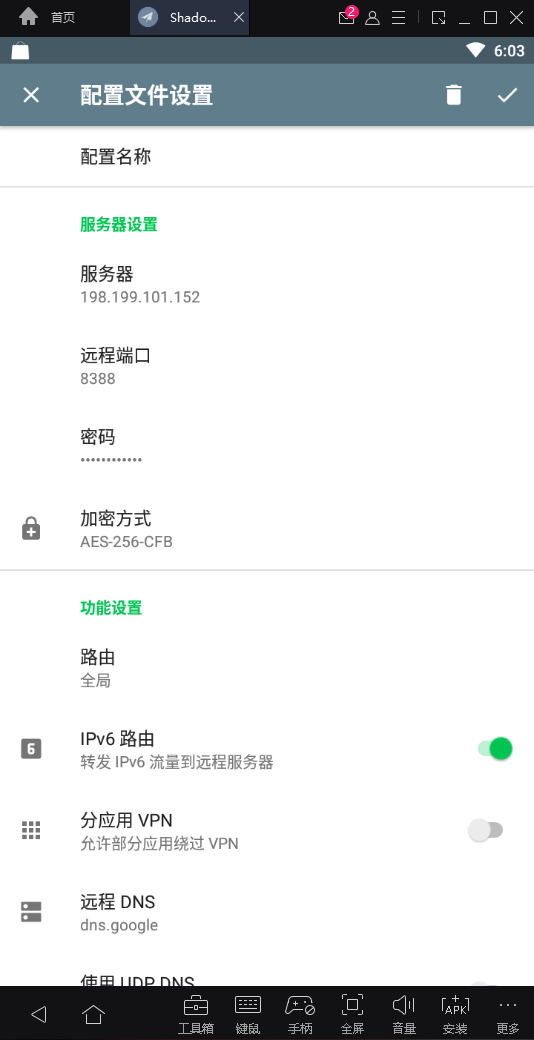 首页
Shado...
2
6:03
配置文件设置
配置名称
服务器设置
服务器
198.199.101.152
远程端口
8388
密码
••••••••••••
加密方式
AES-256-CFB
功能设置
路由
全局
6
IPv6 路由
转发 IPv6 流量到远程服务器
分应用 VPN
允许部分应用绕过 VPN
远程 DNS
dns.google
使用 UDP DNS
APK
工具箱
键鼠
手柄
全屏
音量
安装
更多